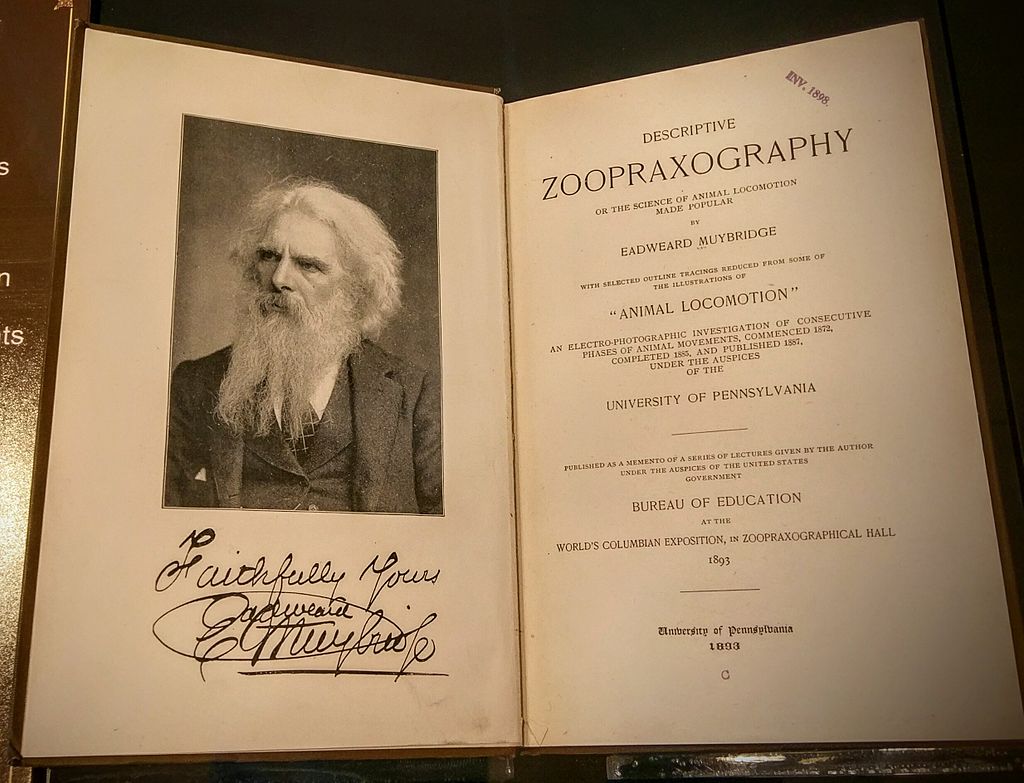 s
n
ts
Faithfully Yours
Eadweard Muybridge
INV. 1898.
DESCRIPTIVE
ZOOPRAXOGRAPHY
OR THE SCIENCE OF ANIMAL LOCOMOTION
MADE POPULAR
BY
EADWEARD MUYBRIDGE
WITH SELECTED OUTLINE TRACINGS REDUCED FROM SOME OF
THE ILLUSTRATIONS OF
"ANIMAL LOCOMOTION"
AN ELECTRO-PHOTOGRAPHIC INVESTIGATION OF CONSECUTIVE
PHASES OF ANIMAL MOVEMENTS, COMMENCED 1872,
COMPLETED 1885, AND PUBLISHED 1887,
UNDER THE AUSPICES
OF THE
UNIVERSITY OF PENNSYLVANIA
PUBLISHED AS A MEMENTO OF A SERIES OF LECTURES GIVEN BY THE AUTHOR
UNDER THE AUSPICES OF THE UNITED STATES
GOVERNMENT
BUREAU OF EDUCATION
AT THE
WORLD'S COLUMBIAN EXPOSITION, IN ZOOPRAXOGRAPHICAL HALL
1893
University of Pennsylvania
1893
C